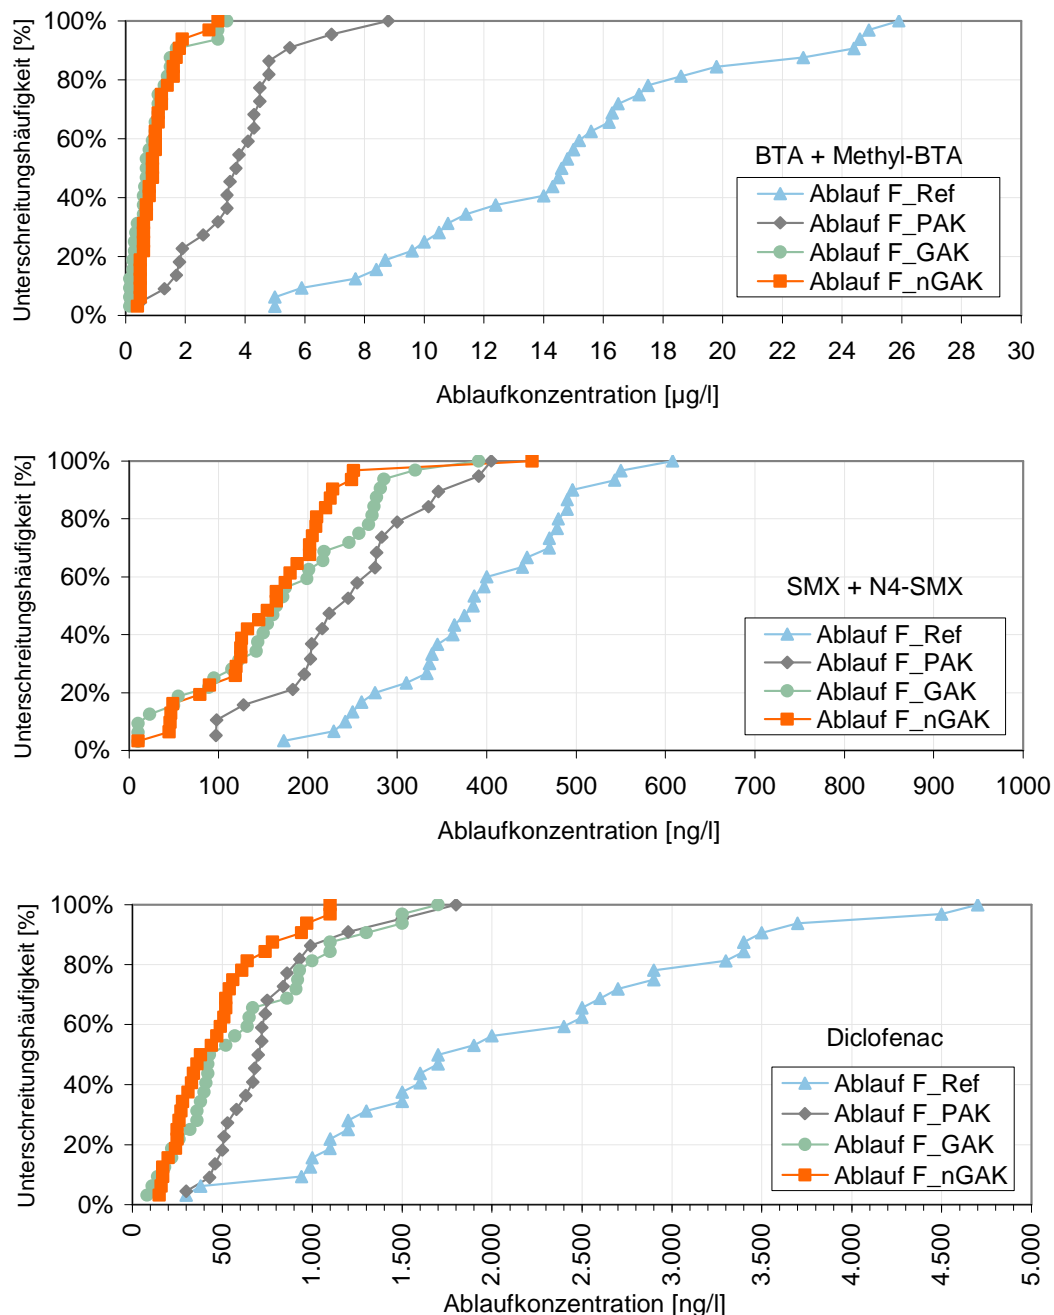 Unterschreitungshäufigkeit [%]
100%
80%
60%
40%
20%
0%
BTA + Methyl-BTA
Ablauf F_Ref
Ablauf F_PAK
Ablauf F_GAK
Ablauf F_nGAK
0 2 4 6 8 10 12 14 16 18 20 22 24 26 28 30
Ablaufkonzentration [µg/l]
Unterschreitungshäufigkeit [%]
100%
80%
60%
40%
20%
0%
SMX + N4-SMX
Ablauf F_Ref
Ablauf F_PAK
Ablauf F_GAK
Ablauf F_nGAK
0 100 200 300 400 500 600 700 800 900 1000
Ablaufkonzentration [ng/l]
Unterschreitungshäufigkeit [%]
100%
80%
60%
40%
20%
0%
Diclofenac
Ablauf F_Ref
Ablauf F_PAK
Ablauf F_GAK
Ablauf F_nGAK
0 500 1.000 1.500 2.000 2.500 3.000 3.500 4.000 4.500 5.000
Ablaufkonzentration [ng/l]